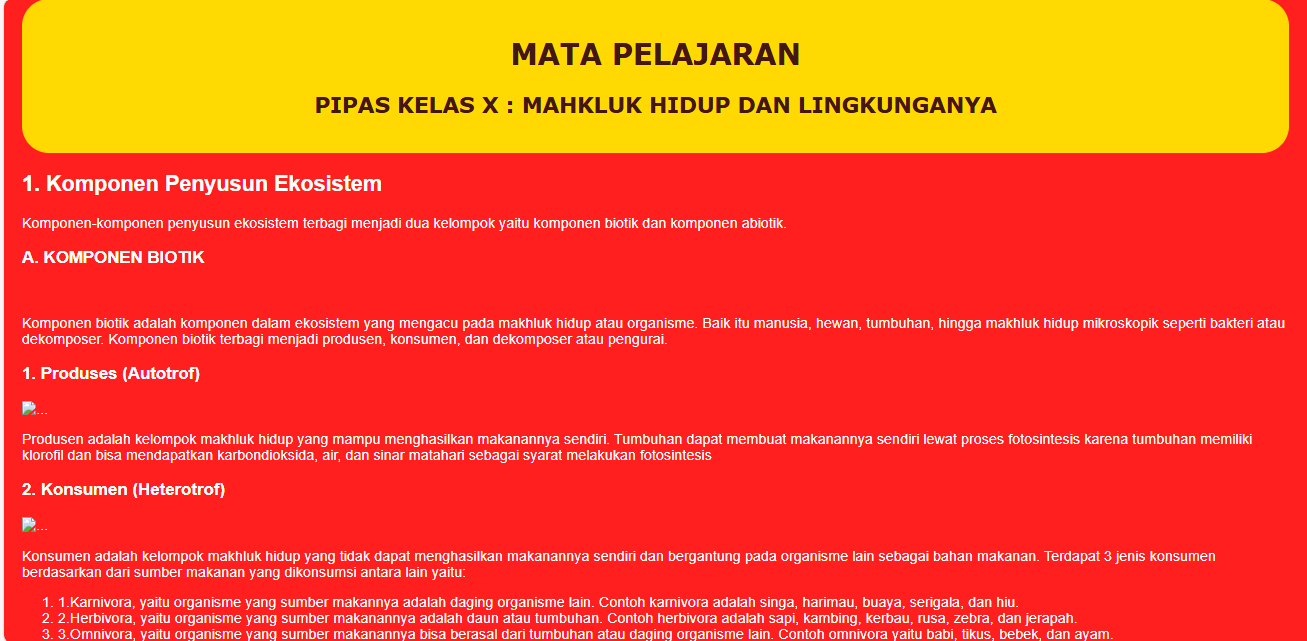 MATA PELAJARAN
PIPAS KELAS X : MAHKLUK HIDUP DAN LINGKUNGANYA
1. Komponen Penyusun Ekosistem
Komponen-komponen penyusun ekosistem terbagi menjadi dua kelompok yaitu komponen biotik dan komponen abiotik.
A. KOMPONEN BIOTIK
Komponen biotik adalah komponen dalam ekosistem yang mengacu pada makhluk hidup atau organisme. Baik itu manusia, hewan, tumbuhan, hingga makhluk hidup mikroskopik seperti bakteri atau
dekomposer. Komponen biotik terbagi menjadi produsen, konsumen, dan dekomposer atau pengurai.
1. Produses (Autotrof)
...
Produsen adalah kelompok makhluk hidup yang mampu menghasilkan makanannya sendiri. Tumbuhan dapat membuat makanannya sendiri lewat proses fotosintesis karena tumbuhan memiliki
klorofil dan bisa mendapatkan karbondioksida, air, dan sinar matahari sebagai syarat melakukan fotosintesis
2. Konsumen (Heterotrof)
...
Konsumen adalah kelompok makhluk hidup yang tidak dapat menghasilkan makanannya sendiri dan bergantung pada organisme lain sebagai bahan makanan. Terdapat 3 jenis konsumen
berdasarkan dari sumber makanan yang dikonsumsi antara lain yaitu:
1. 1.Karnivora, yaitu organisme yang sumber makannya adalah daging organisme lain. Contoh karnivora adalah singa, harimau, buaya, serigala, dan hiu.
2. 2.Herbivora, yaitu organisme yang sumber makanannya adalah daun atau tumbuhan. Contoh herbivora adalah sapi, kambing, kerbau, rusa, zebra, dan jerapah.
3. 3.Omnivora, yaitu organisme yang sumber makanannya bisa berasal dari tumbuhan atau daging organisme lain. Contoh omnivora yaitu babi, tikus, bebek, dan ayam.